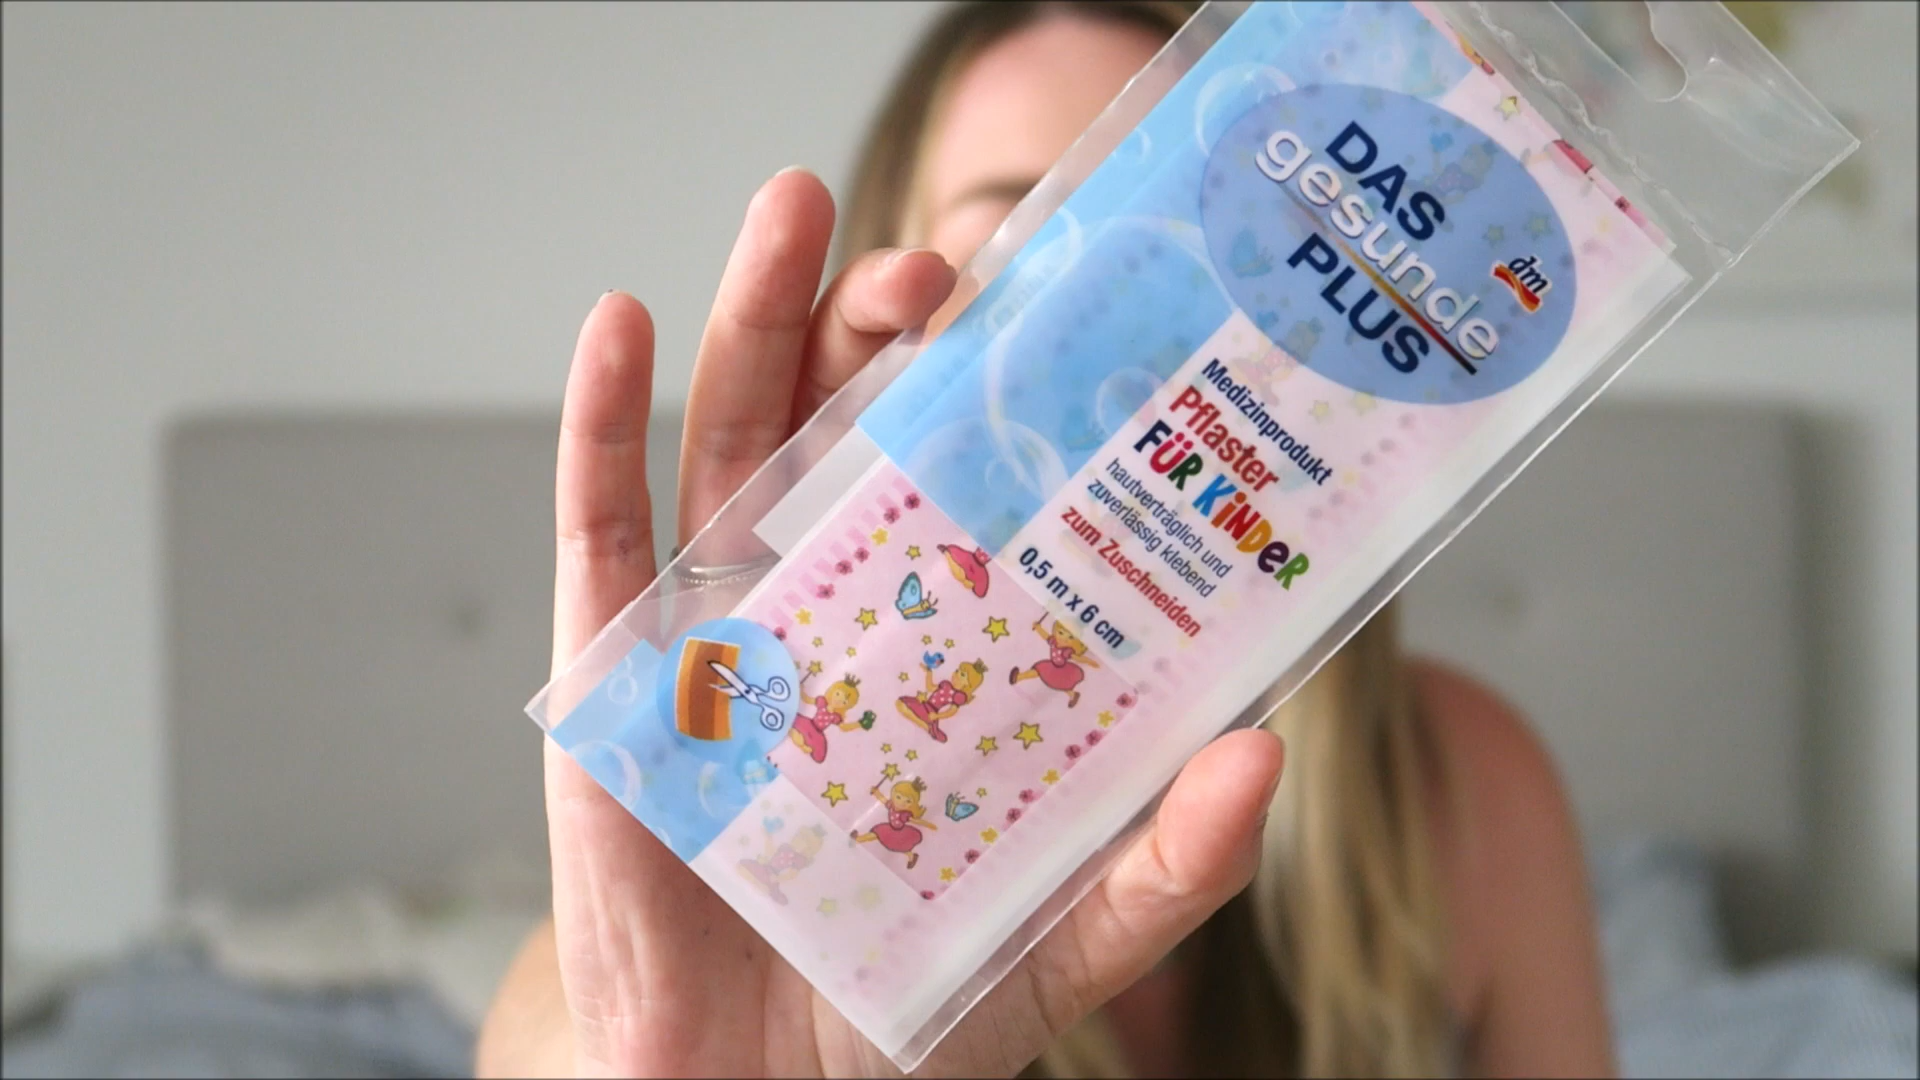 DAS
gesunde
PLUS
dm
Medizinprodukt
Pflaster
FÜR KiNDeR
hautverträglich und
zuverlässig klebend
zum Zuschneiden
0,5 m x 6 cm